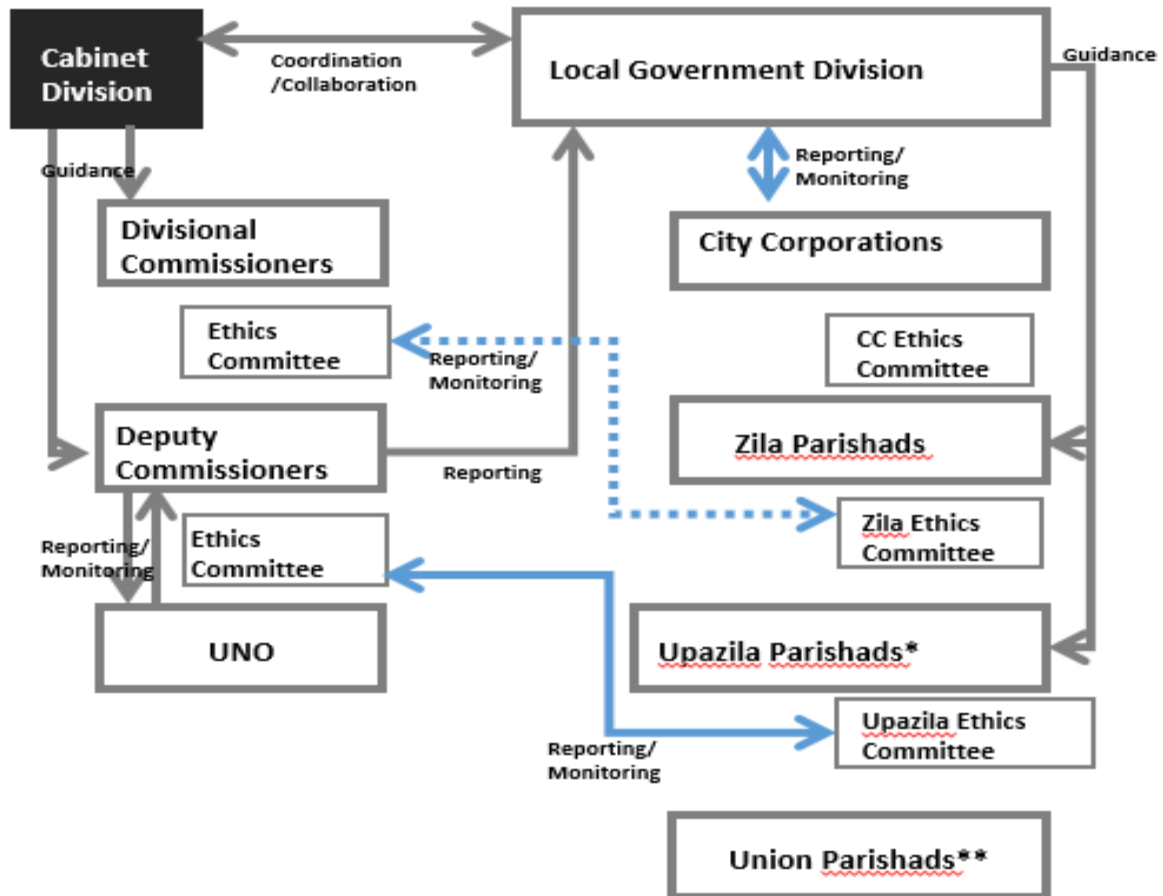 Cabinet
Division
Coordination
/Collaboration
Local Government Division
Guidance
Guidance
Reporting/
Monitoring
Divisional
Commissioners
City Corporations
Ethics
Committee
Reporting/
Monitoring
CC Ethics
Committee
Deputy
Commissioners
Reporting
Zila Parishads
Reporting/
Monitoring
Ethics
Committee
Zila Ethics
Committee
UNO
Upazila Parishads*
Reporting/
Monitoring
Upazila Ethics
Committee
Union Parishads**